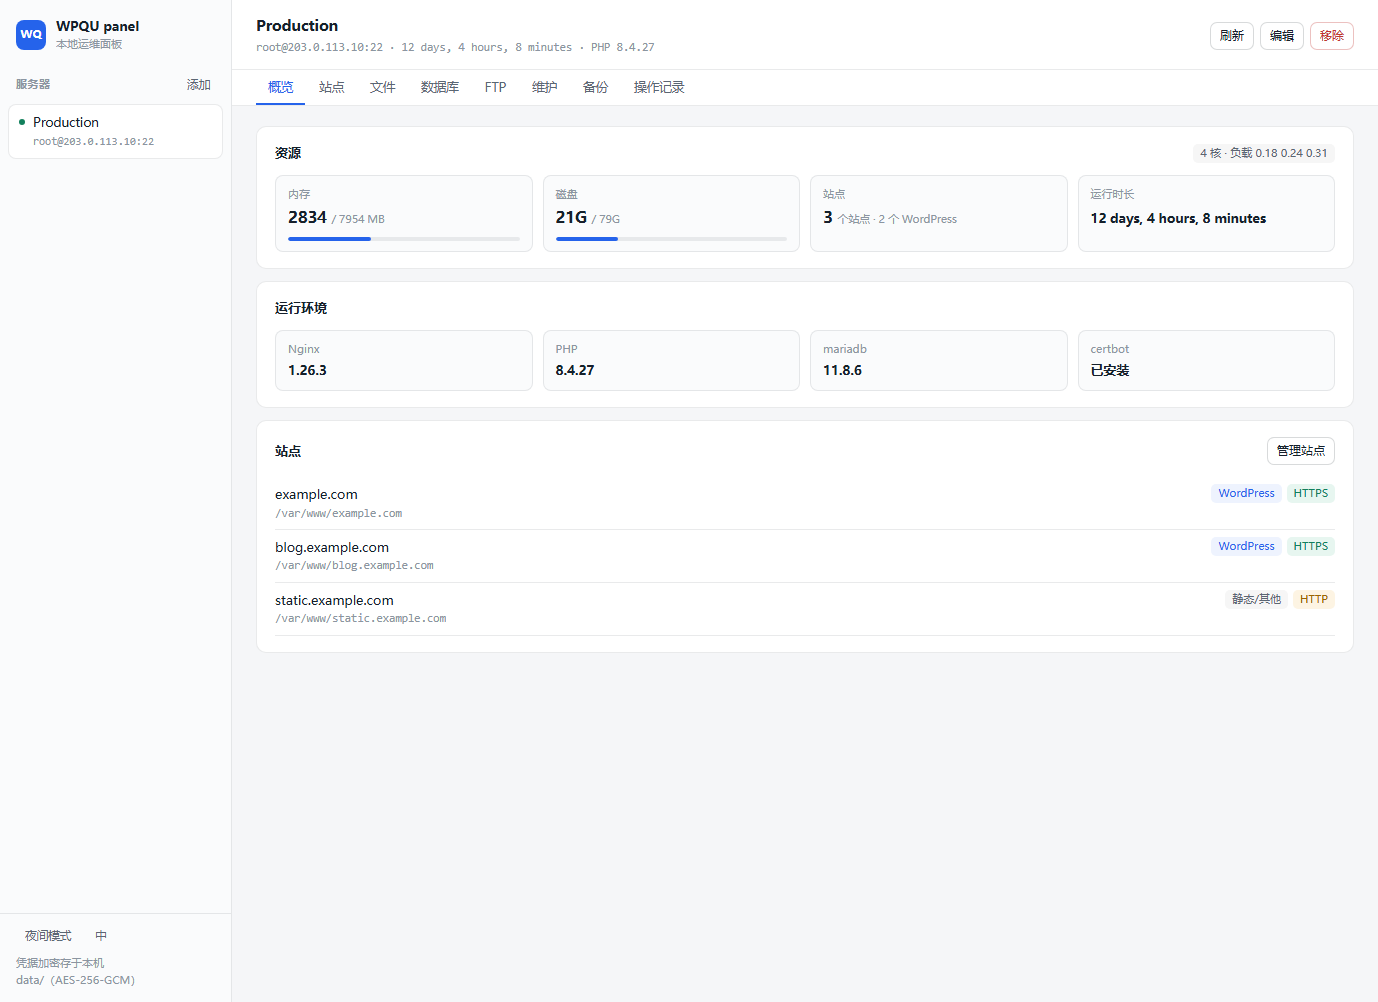 WQ
WPQU panel
本地运维面板
服务器 添加
Production
root@203.0.113.10:22
夜间模式 中
凭据加密存于本机
data/（AES-256-GCM）
Production
root@203.0.113.10:22 · 12 days, 4 hours, 8 minutes · PHP 8.4.27
刷新 编辑 移除
概览 站点 文件 数据库 FTP 维护 备份 操作记录
资源 4 核 · 负载 0.18 0.24 0.31
内存
2834 / 7954 MB
磁盘
21G / 79G
站点
3 个站点 · 2 个 WordPress
运行时长
12 days, 4 hours, 8 minutes
运行环境
Nginx
1.26.3
PHP
8.4.27
mariadb
11.8.6
certbot
已安装
站点 管理站点
example.com WordPress HTTPS
/var/www/example.com
blog.example.com WordPress HTTPS
/var/www/blog.example.com
static.example.com 静态/其他 HTTP
/var/www/static.example.com